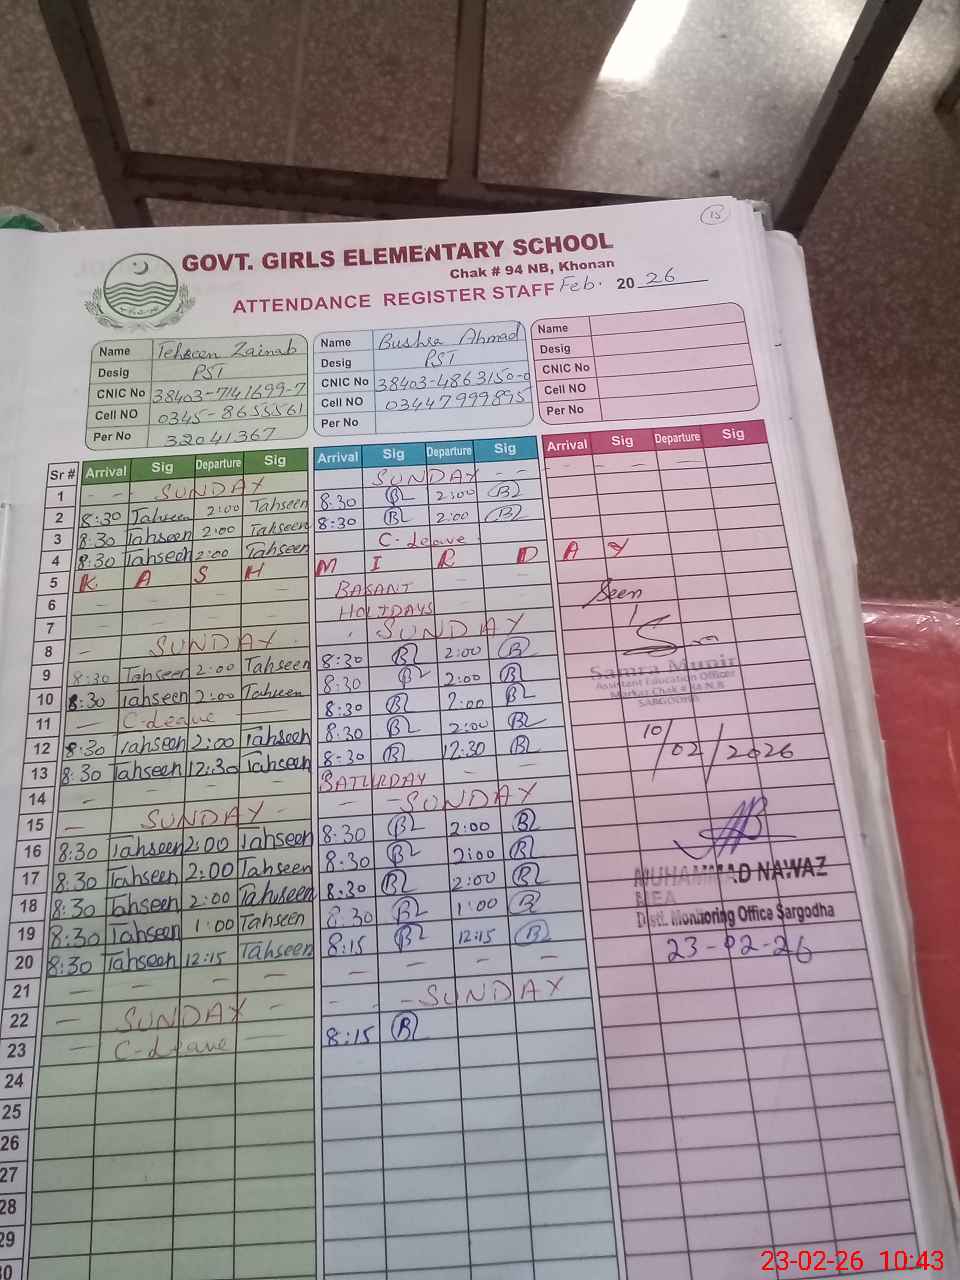 15
GOVT. GIRLS ELEMENTARY SCHOOL
Chak # 94 NB, Khonan
ATTENDANCE REGISTER STAFF Feb. 2026
Name Tehseen Zainab
Desig PST
CNIC No 38403-7141699-7
Cell NO 0345-8655561
Per No 32041367
Name Bushra Ahmad
Desig PST
CNIC No 38403-4863150-0
Cell NO 03447999895
Per No
Name
Desig
CNIC No
Cell NO
Per No
Sr # Arrival Sig Departure Sig Arrival Sig Departure Sig Arrival Sig Departure Sig
1 - - SUNDAY SUNDAY - -
2 8:30 Tahseen 2:00 Tahseen 8:30 B 2:00 B
3 8:30 Tahseen 2:00 Tahseen 8:30 B 2:00 B
4 8:30 Tahseen 2:00 Tahseen C-Leave
5 K A S H M I R D A Y
6 - - - - BASANT - -
7 - - - - HOLIDAYS - -
8 - SUNDAY SUNDAY
9 8:30 Tahseen 2:00 Tahseen 8:30 B 2:00 B
10 8:30 Tahseen 2:00 Tahseen 8:30 B 2:00 B
11 - C-Leave - - 8:30 B 2:00 B
12 8:30 Tahseen 2:00 Tahseen 8:30 B 2:00 B
13 8:30 Tahseen 12:30 Tahseen 8:30 B 12:30 B
14 - - - - SATURDAY - -
15 - SUNDAY - - - SUNDAY
16 8:30 Tahseen 2:00 Tahseen 8:30 B 2:00 B
17 8:30 Tahseen 2:00 Tahseen 8:30 B 2:00 B
18 8:30 Tahseen 2:00 Tahseen 8:30 B 2:00 B
19 8:30 Tahseen 1:00 Tahseen 8:30 B 1:00 B
20 8:30 Tahseen 12:15 Tahseen 8:15 B 12:15 B
21 - - - - - - - -
22 - SUNDAY - - - - SUNDAY
23 - C-Leave - 8:15 B
24
25
26
27
28
29
30
Seen
Samra Munir
Assistent Education Officer
Markaz Chak # 84 N.B
SARGODHA
10/02/2026
MUHAMMAD NAWAZ
MEA
Distt. Monitoring Office Sargodha
23-02-26
23-02-26 10:43